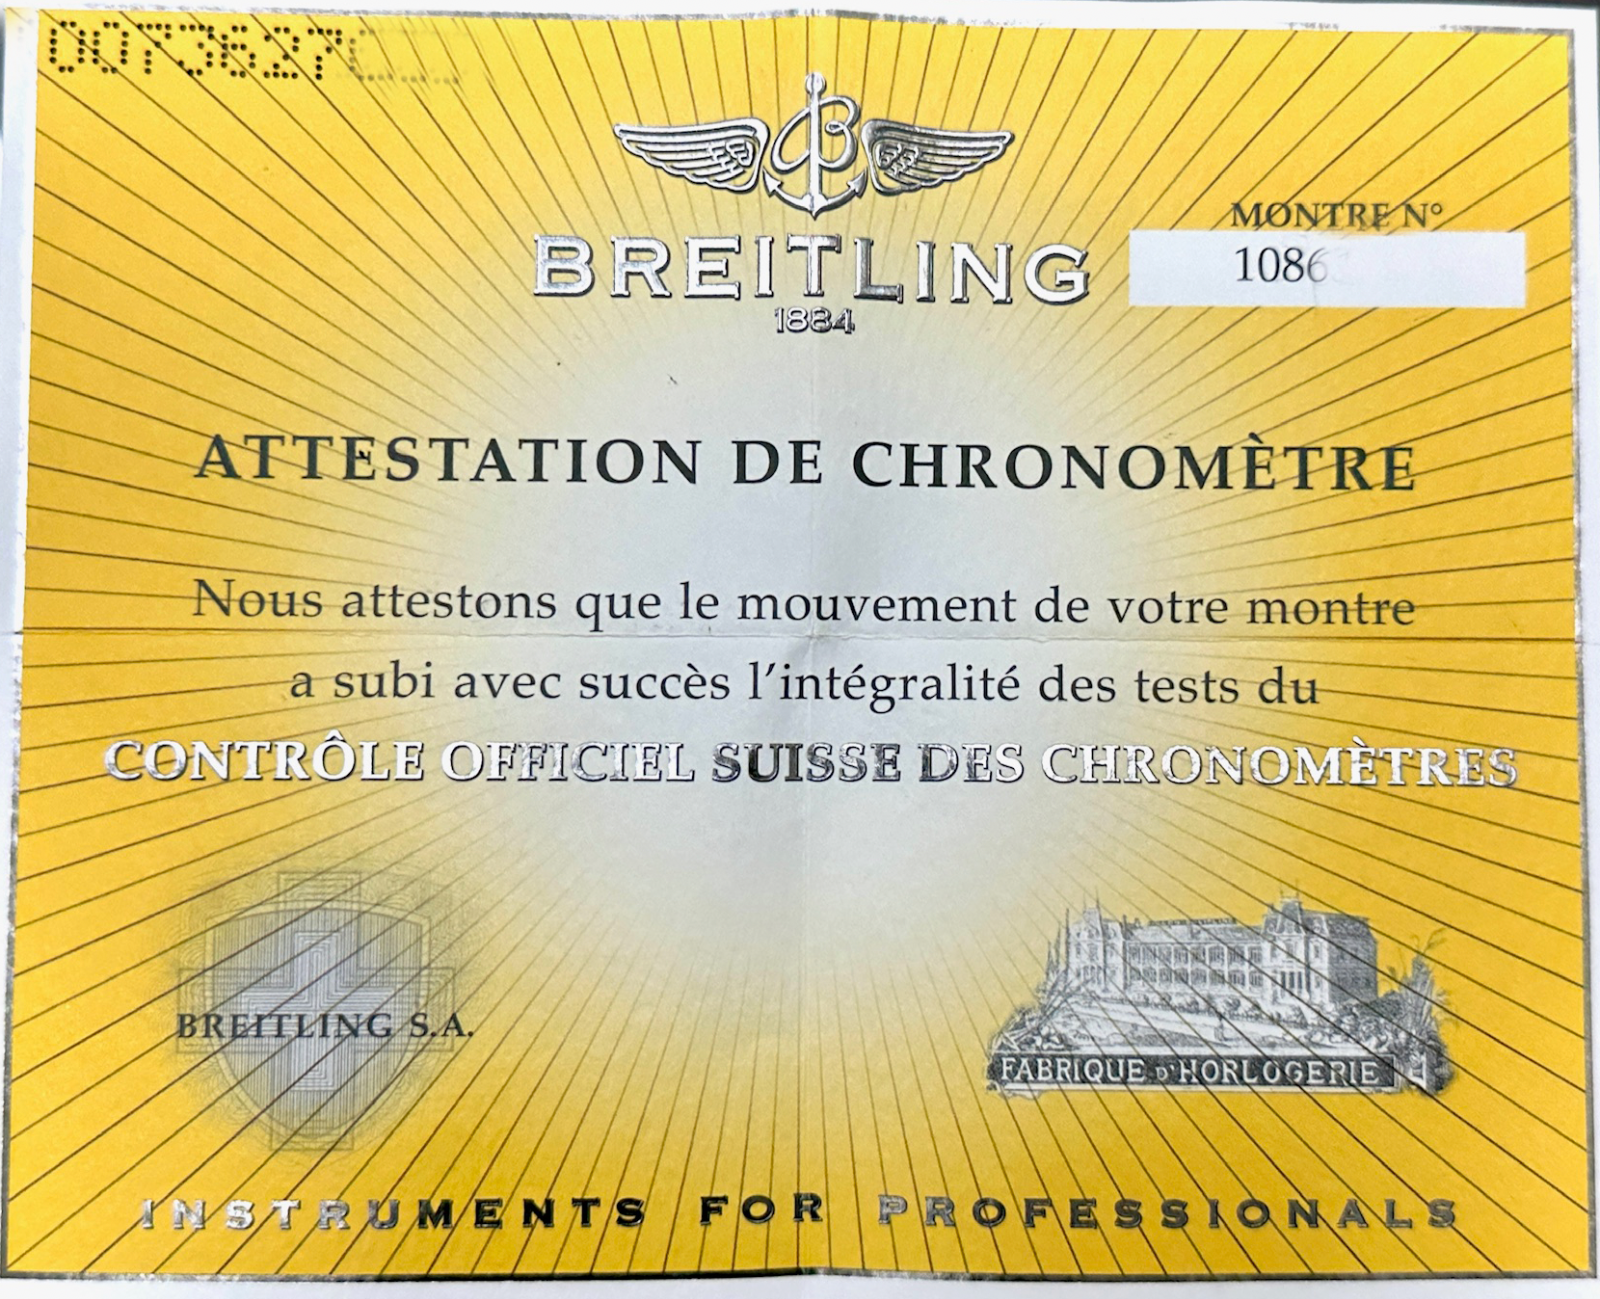 0073627
BREITLING
1884
MONTRE N°
1086
ATTESTATION DE CHRONOMÈTRE
Nous attestons que le mouvement de votre montre
a subi avec succès l'intégralité des tests du
CONTRÔLE OFFICIEL SUISSE DES CHRONOMÈTRES
BREITLING S.A.
FABRIQUE D'HORLOGERIE
INSTRUMENTS FOR PROFESSIONALS